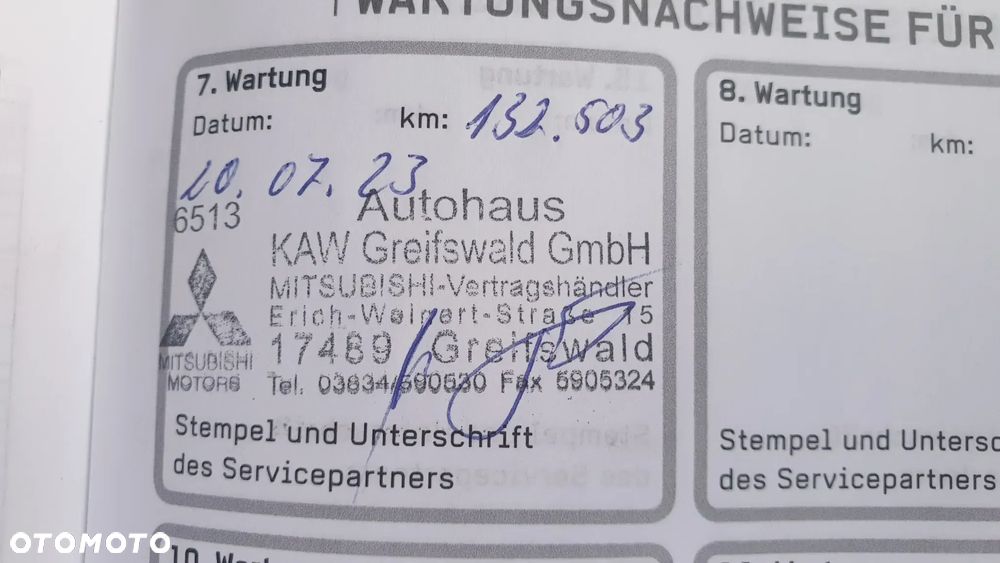 WARTUNGSNACHWEISE FÜR
7. Wartung
Datum:
km: 132.503
20. 07. 23
6513
Autohaus
KAW Greifswald GmbH
MITSUBISHI-Vertragshändler
Erich-Weinert-Straße 15
17489 Greifswald
Tel. 03834/590530 Fax 5905324
MITSUBISHI
MOTORS
Stempel und Unterschrift
des Servicepartners
8. Wartung
Datum:
km:
Stempel und Untersc
des Servicepartners
10. Wart
OTOMOTO